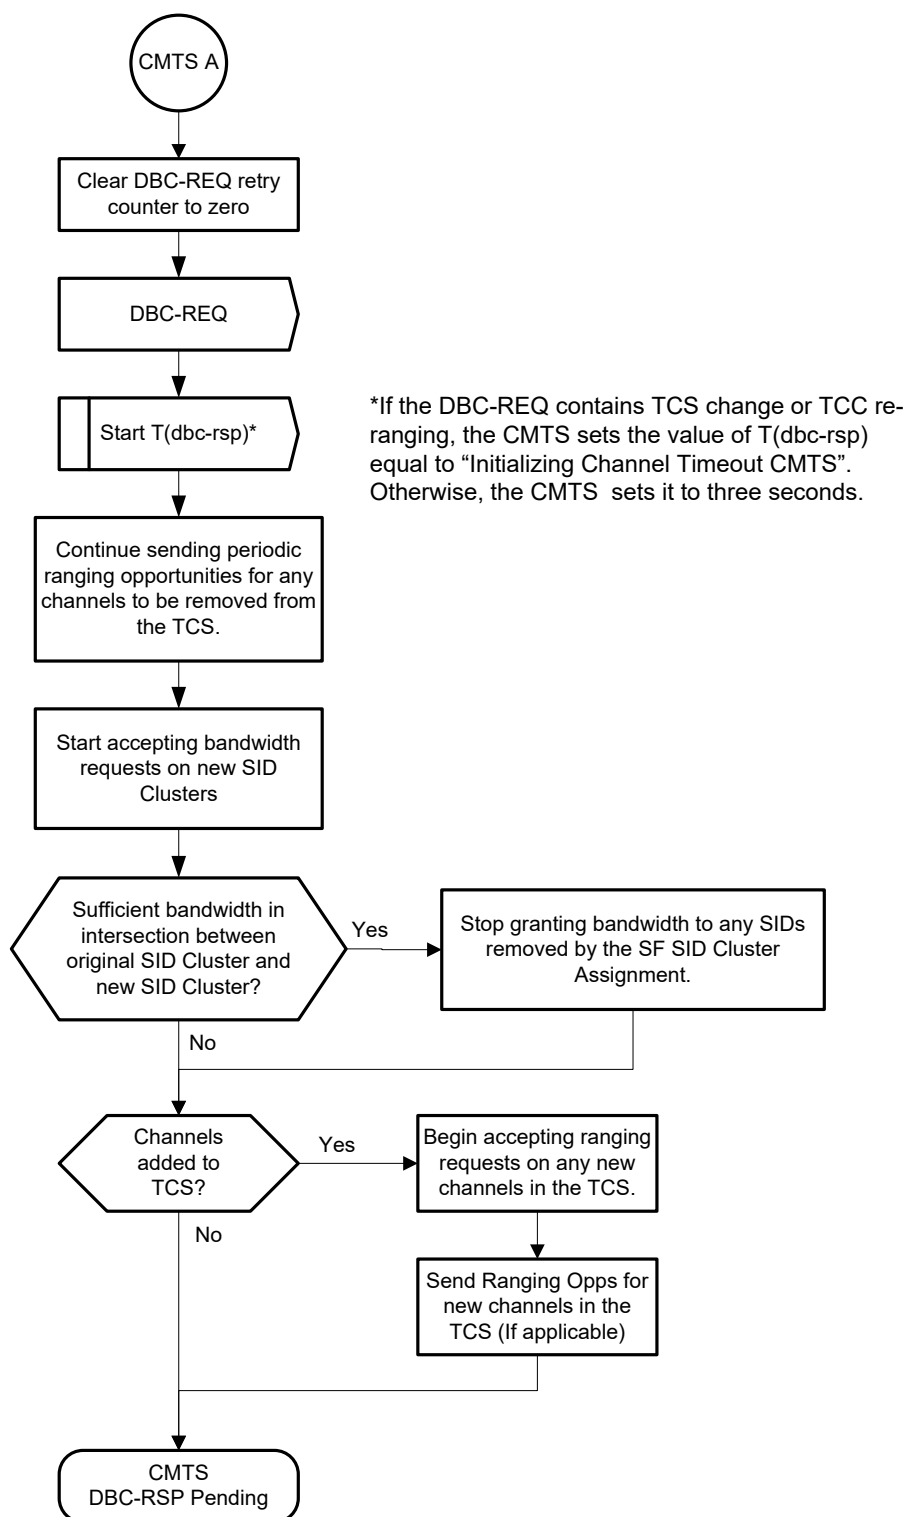 CMTS A
Clear DBC-REQ retry
counter to zero
DBC-REQ
Start T(dbc-rsp)*
*If the DBC-REQ contains TCS change or TCC re-
ranging, the CMTS sets the value of T(dbc-rsp)
equal to “Initializing Channel Timeout CMTS”.
Otherwise, the CMTS  sets it to three seconds.
Continue sending periodic
ranging opportunities for any
channels to be removed from
the TCS.
Start accepting bandwidth
requests on new SID
Clusters
Sufficient bandwidth in
intersection between
original SID Cluster and
new SID Cluster?
Yes
Stop granting bandwidth to any SIDs
removed by the SF SID Cluster
Assignment.
No
Channels
added to
TCS?
Yes
Begin accepting ranging
requests on any new
channels in the TCS.
No
Send Ranging Opps for
new channels in the
TCS (If applicable)
CMTS
DBC-RSP Pending